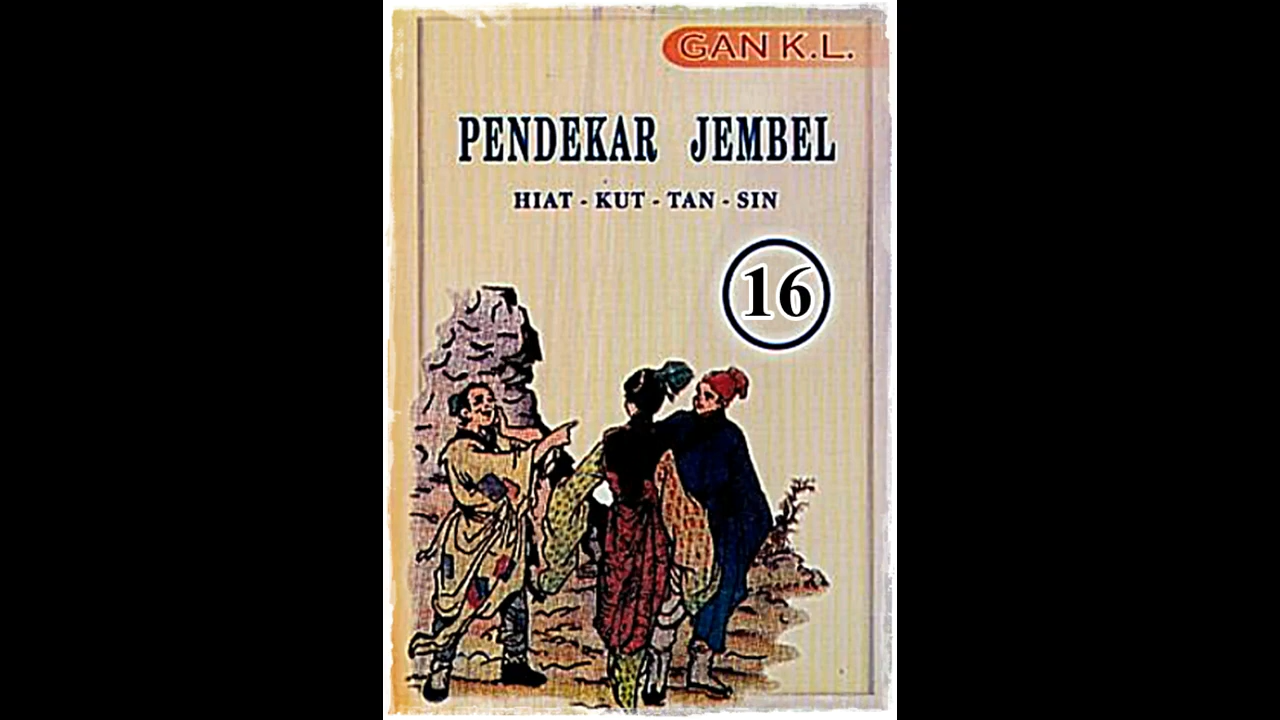 GAN K.L.
PENDEKAR JEMBEL
HIAT - KUT - TAN - SIN
16